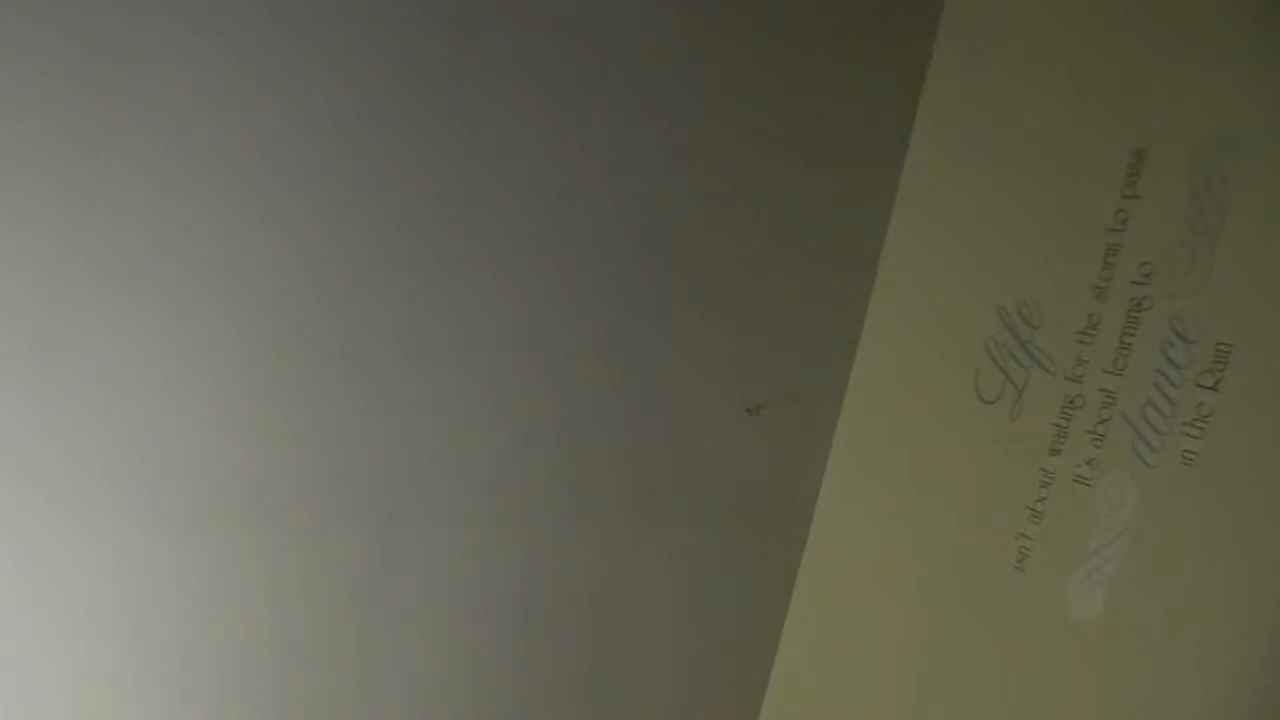 Life
isn't about waiting for the storm to pass
It's about learning to
dance
in the Rain